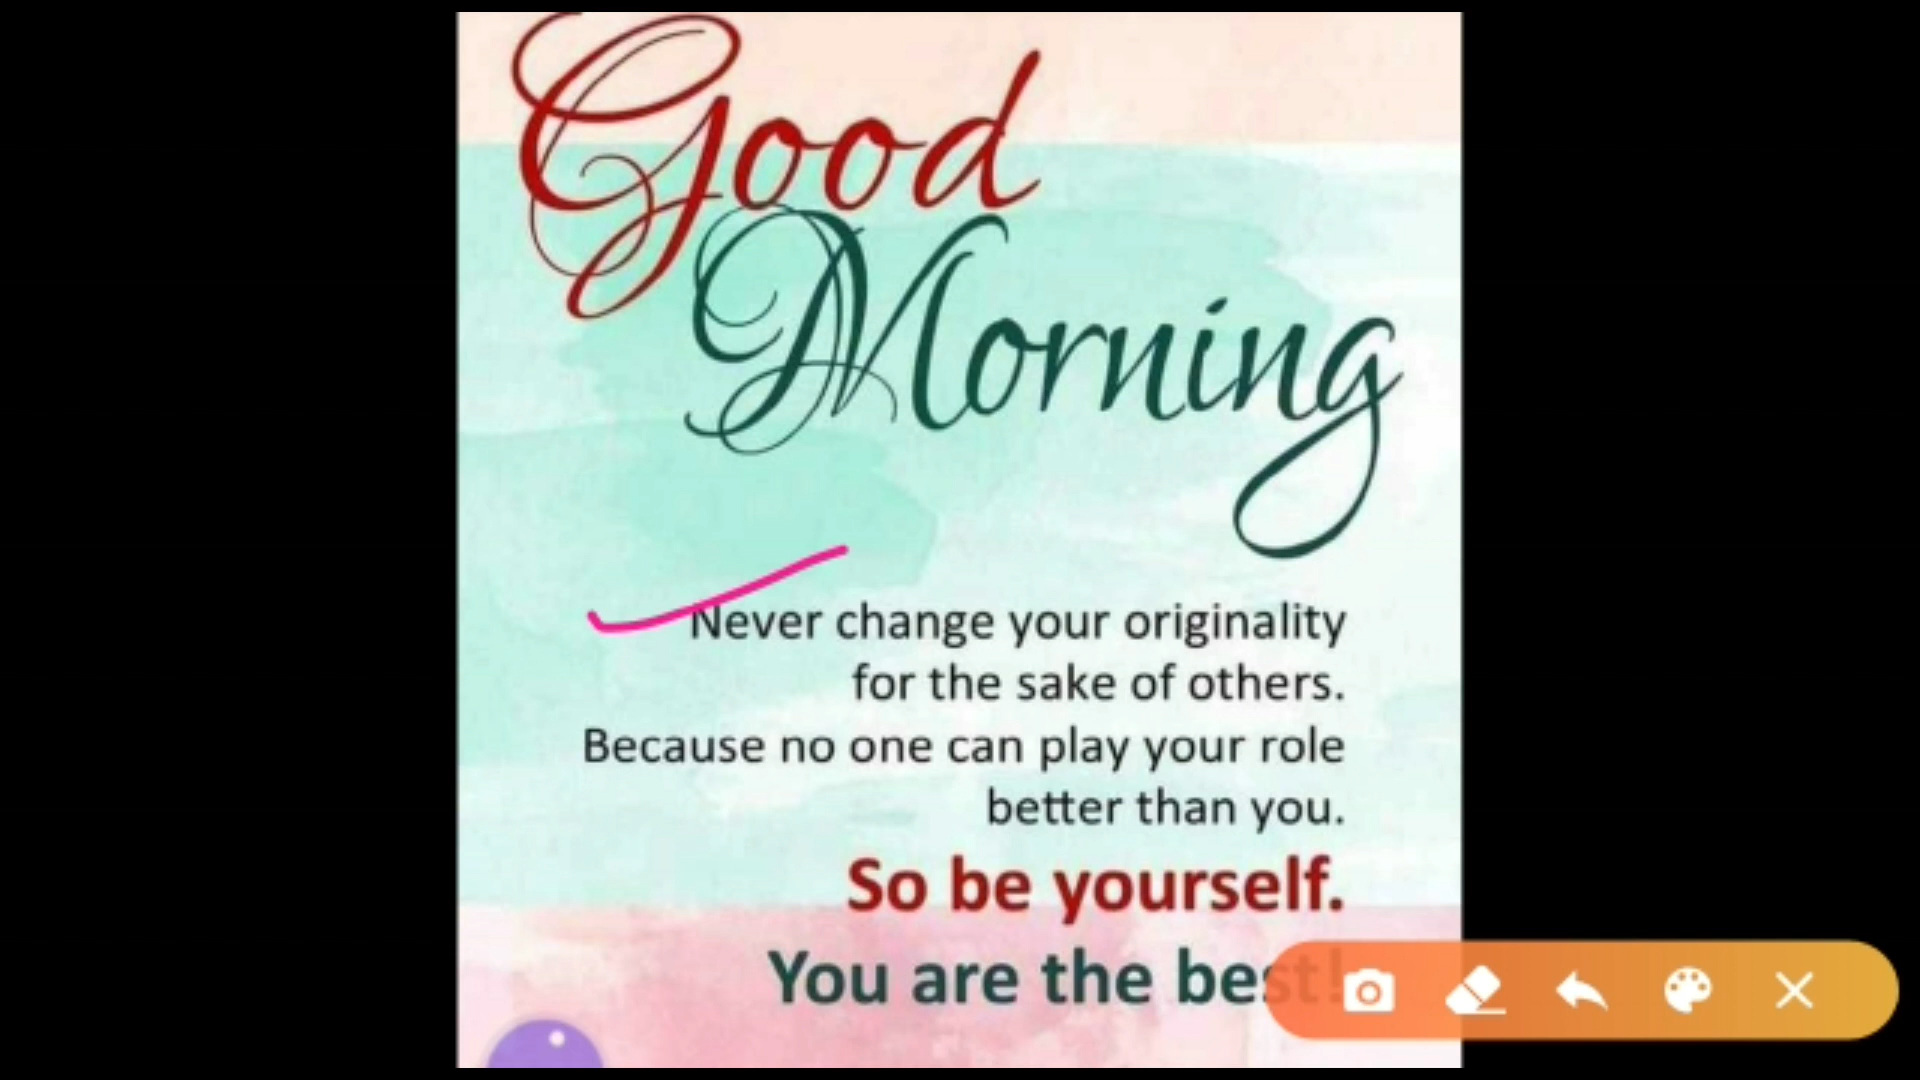 Good
Morning
Never change your originality
for the sake of others.
Because no one can play your role
better than you.
So be yourself.
You are the best!